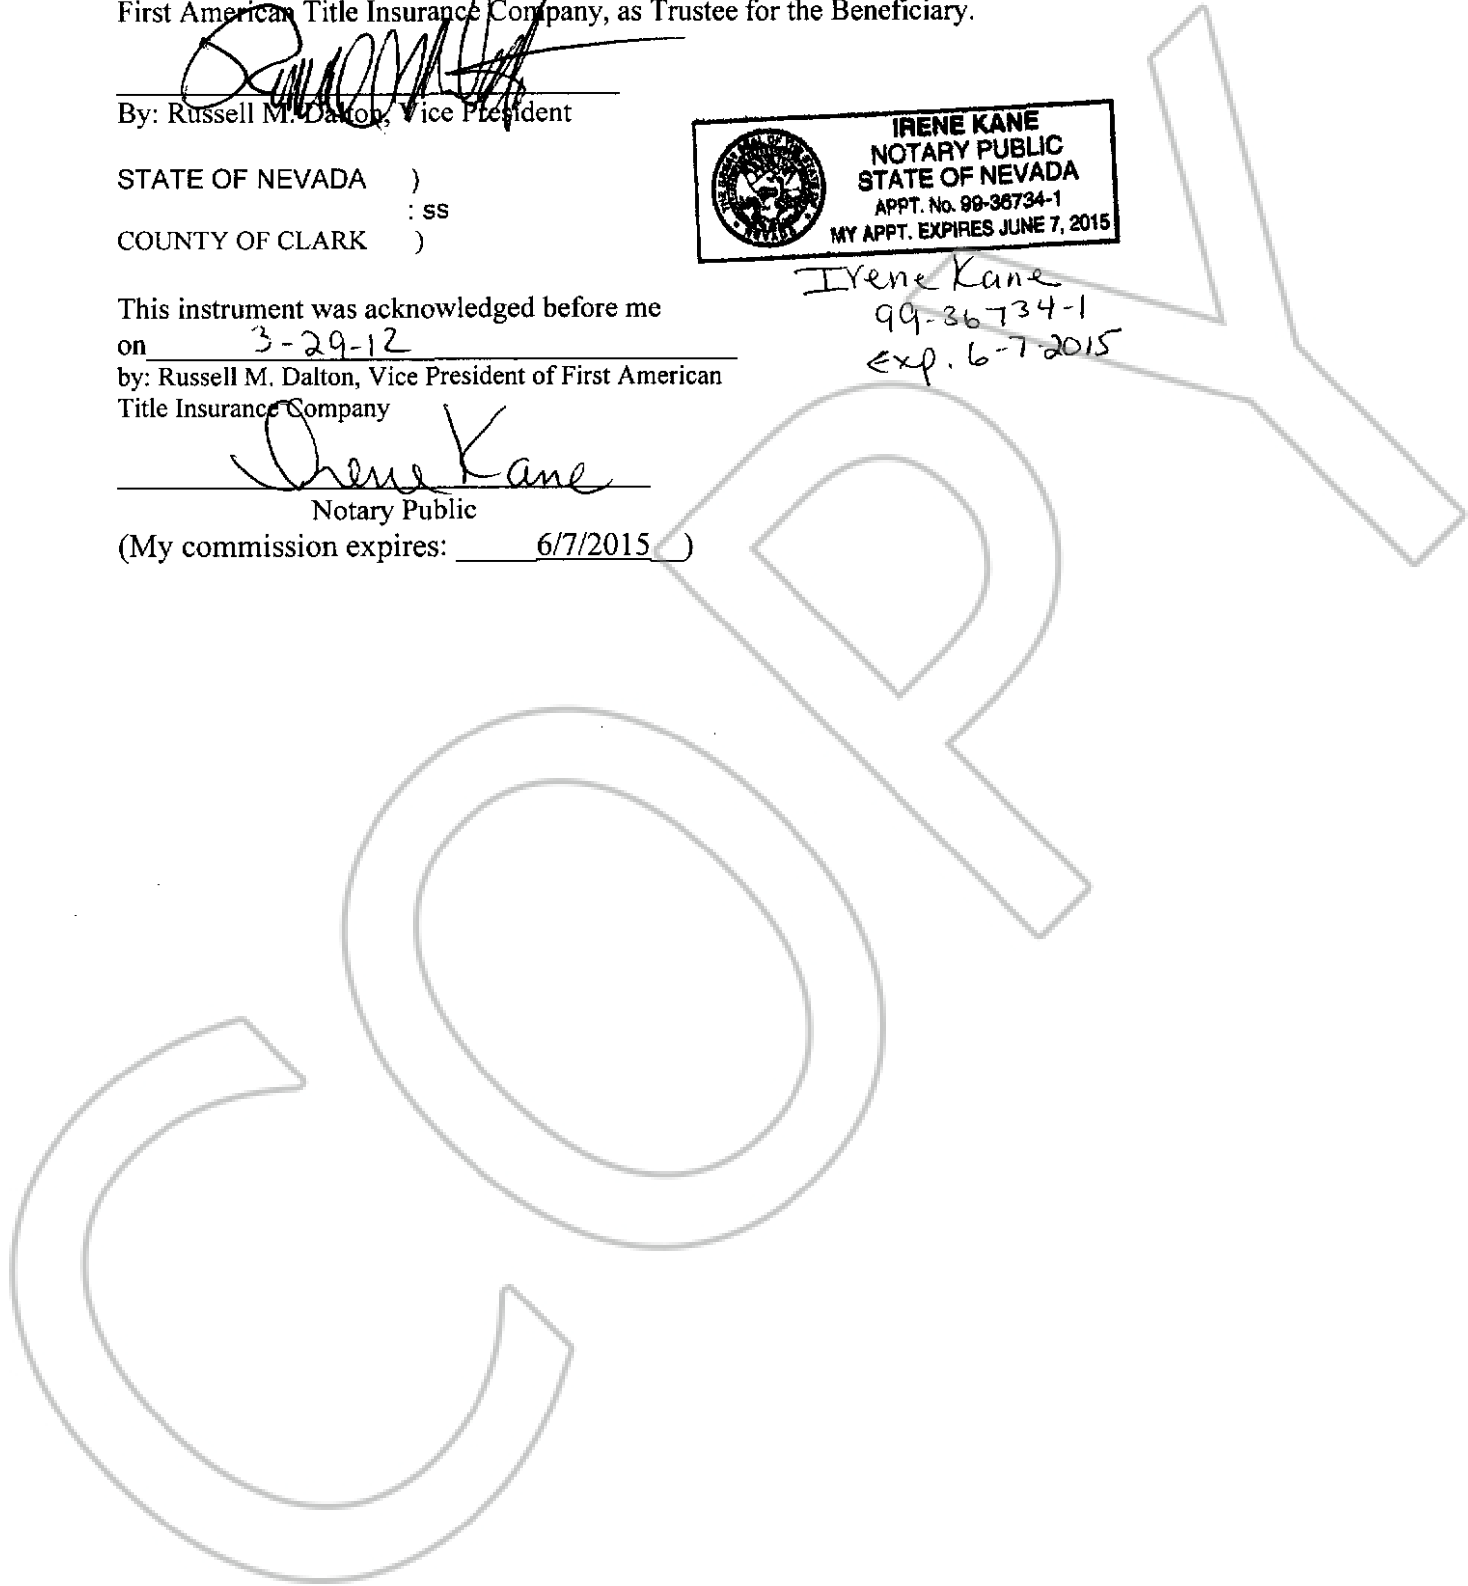 First American Title Insurance Company, as Trustee for the Beneficiary.
By: Russell M. Dalton, Vice President
STATE OF NEVADA )
: ss
COUNTY OF CLARK )
IRENE KANE
NOTARY PUBLIC
STATE OF NEVADA
APPT. No. 99-36734-1
MY APPT. EXPIRES JUNE 7, 2015
Irene Kane
99-36734-1
Exp. 6-7-2015
This instrument was acknowledged before me
on 3-29-12
by: Russell M. Dalton, Vice President of First American
Title Insurance Company
Irene Kane
Notary Public
(My commission expires: 6/7/2015 )
COPY